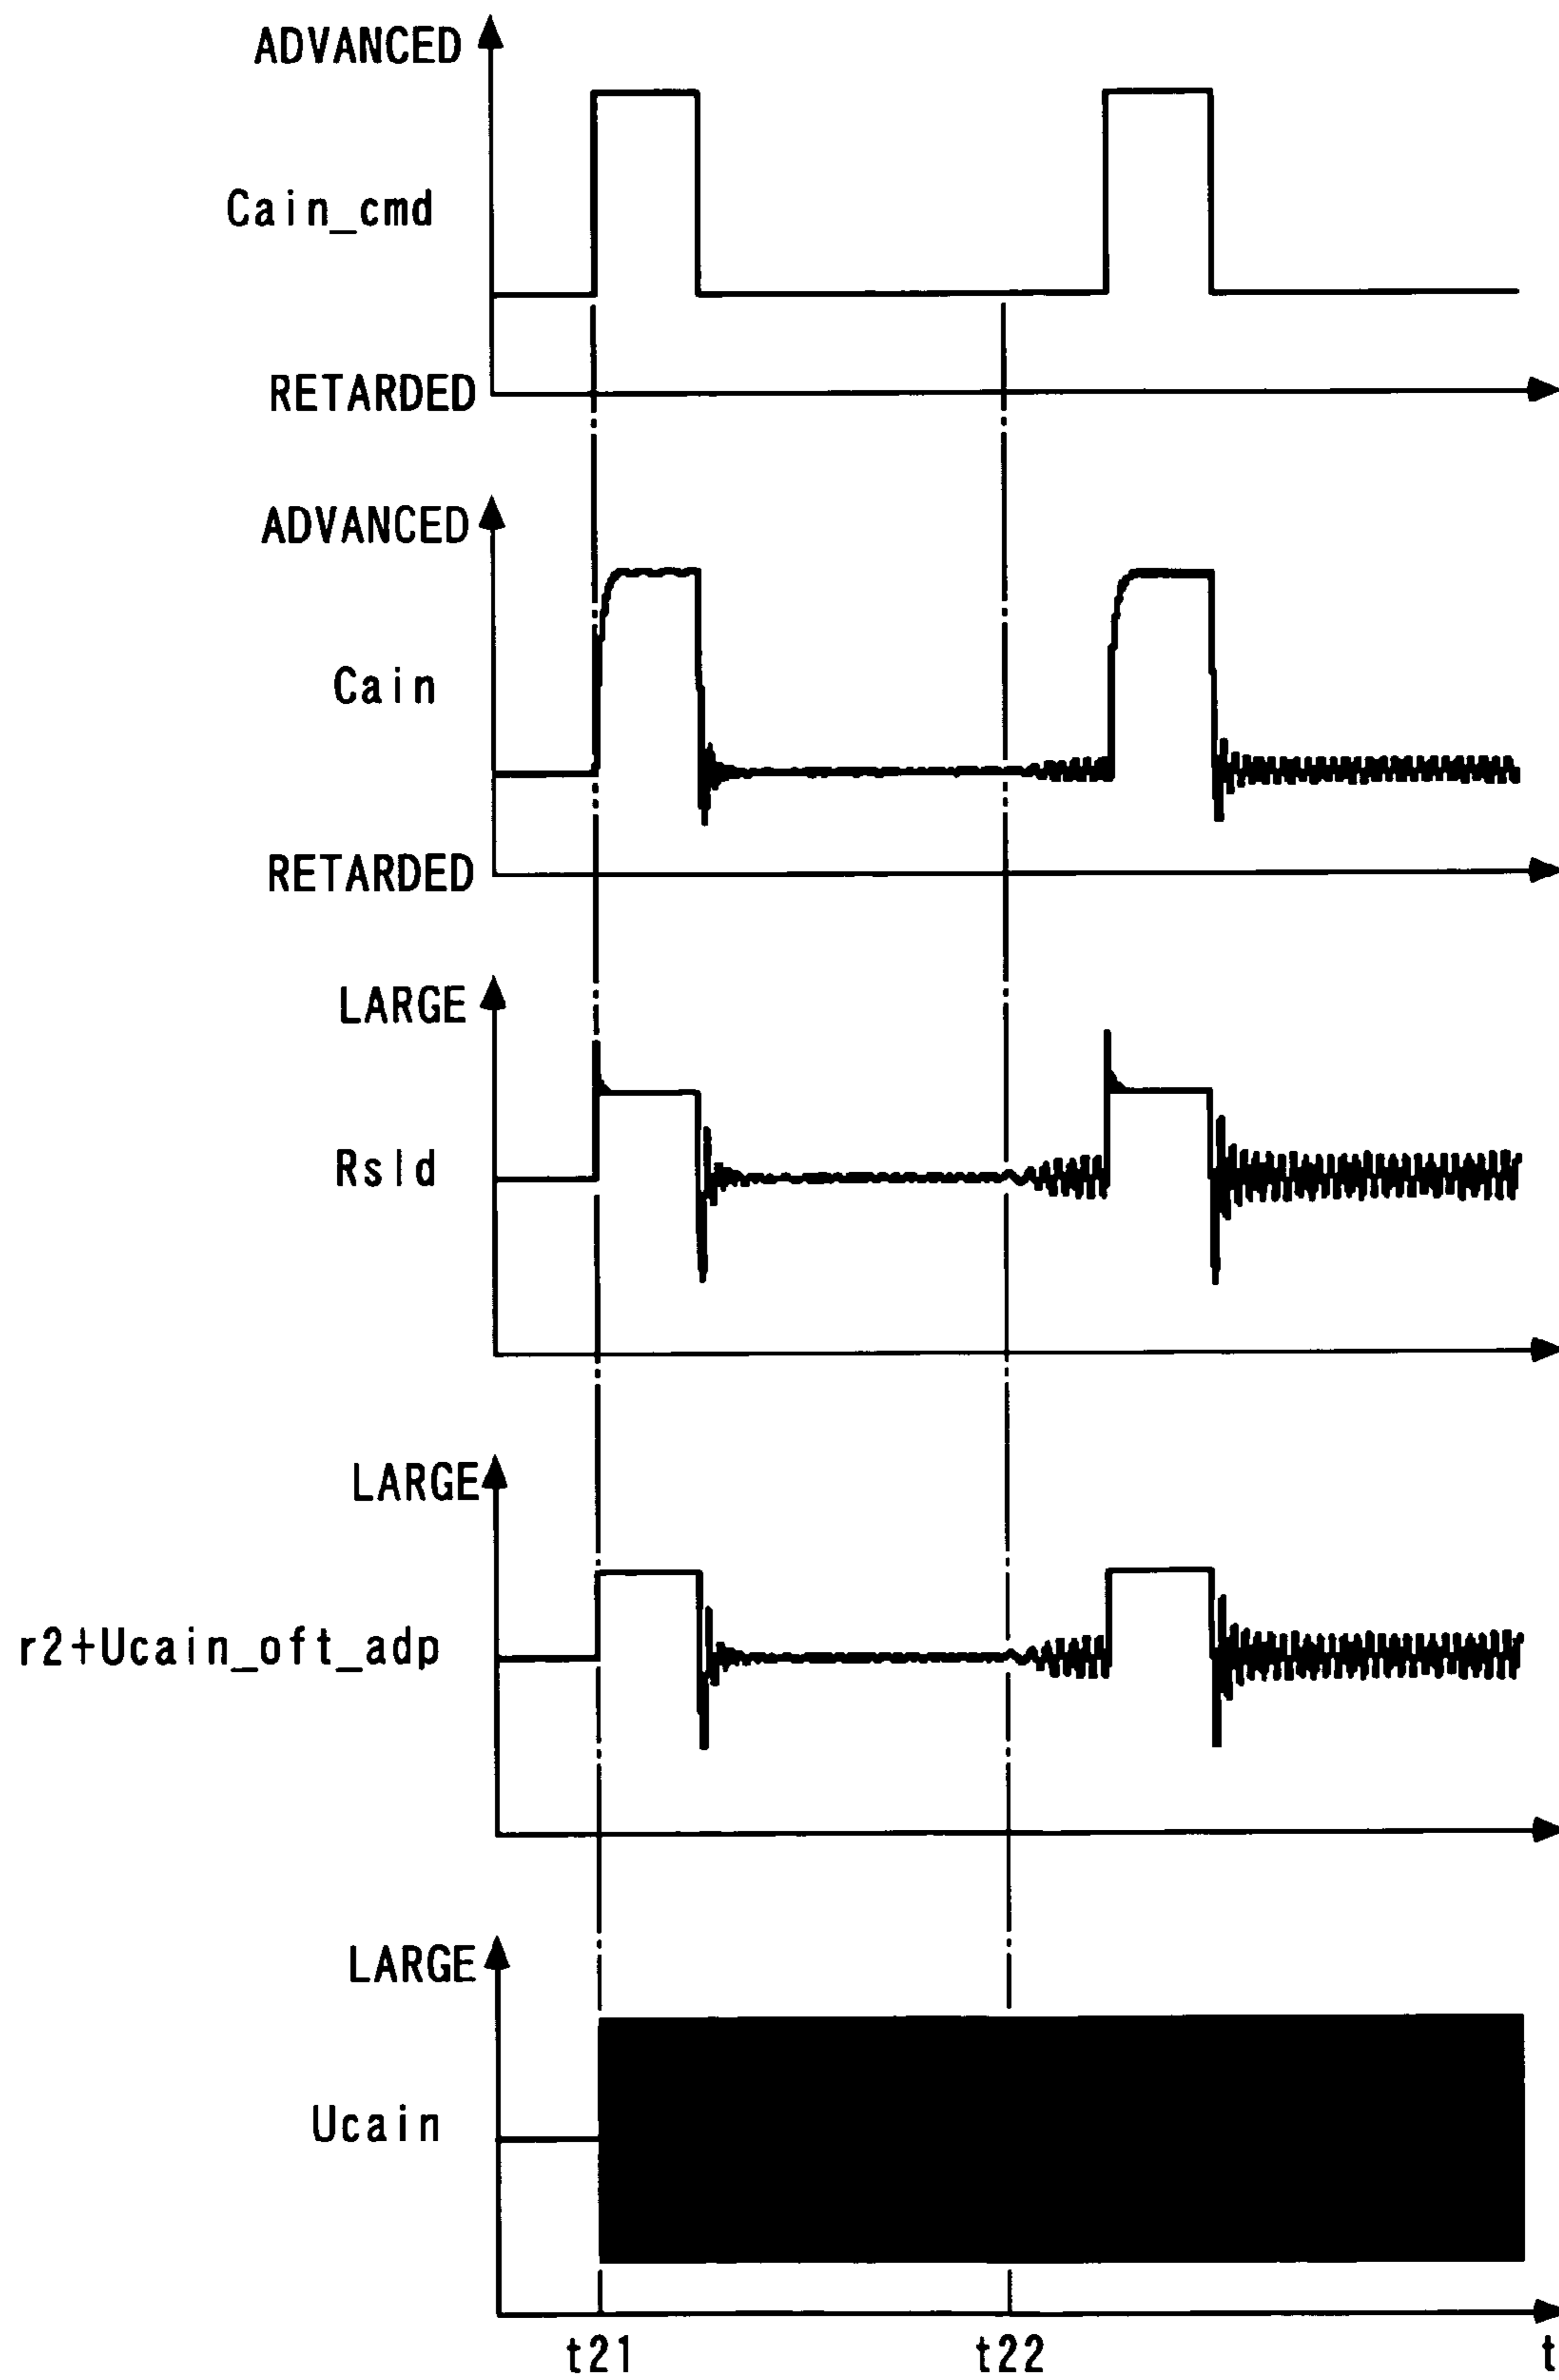 ADVANCED
Cain_cmd
RETARDED
ADVANCED
Cain
RETARDED
LARGE
Rsld
LARGE
r2+Ucain_oft_adp
LARGE
Ucain
t21 t22 t